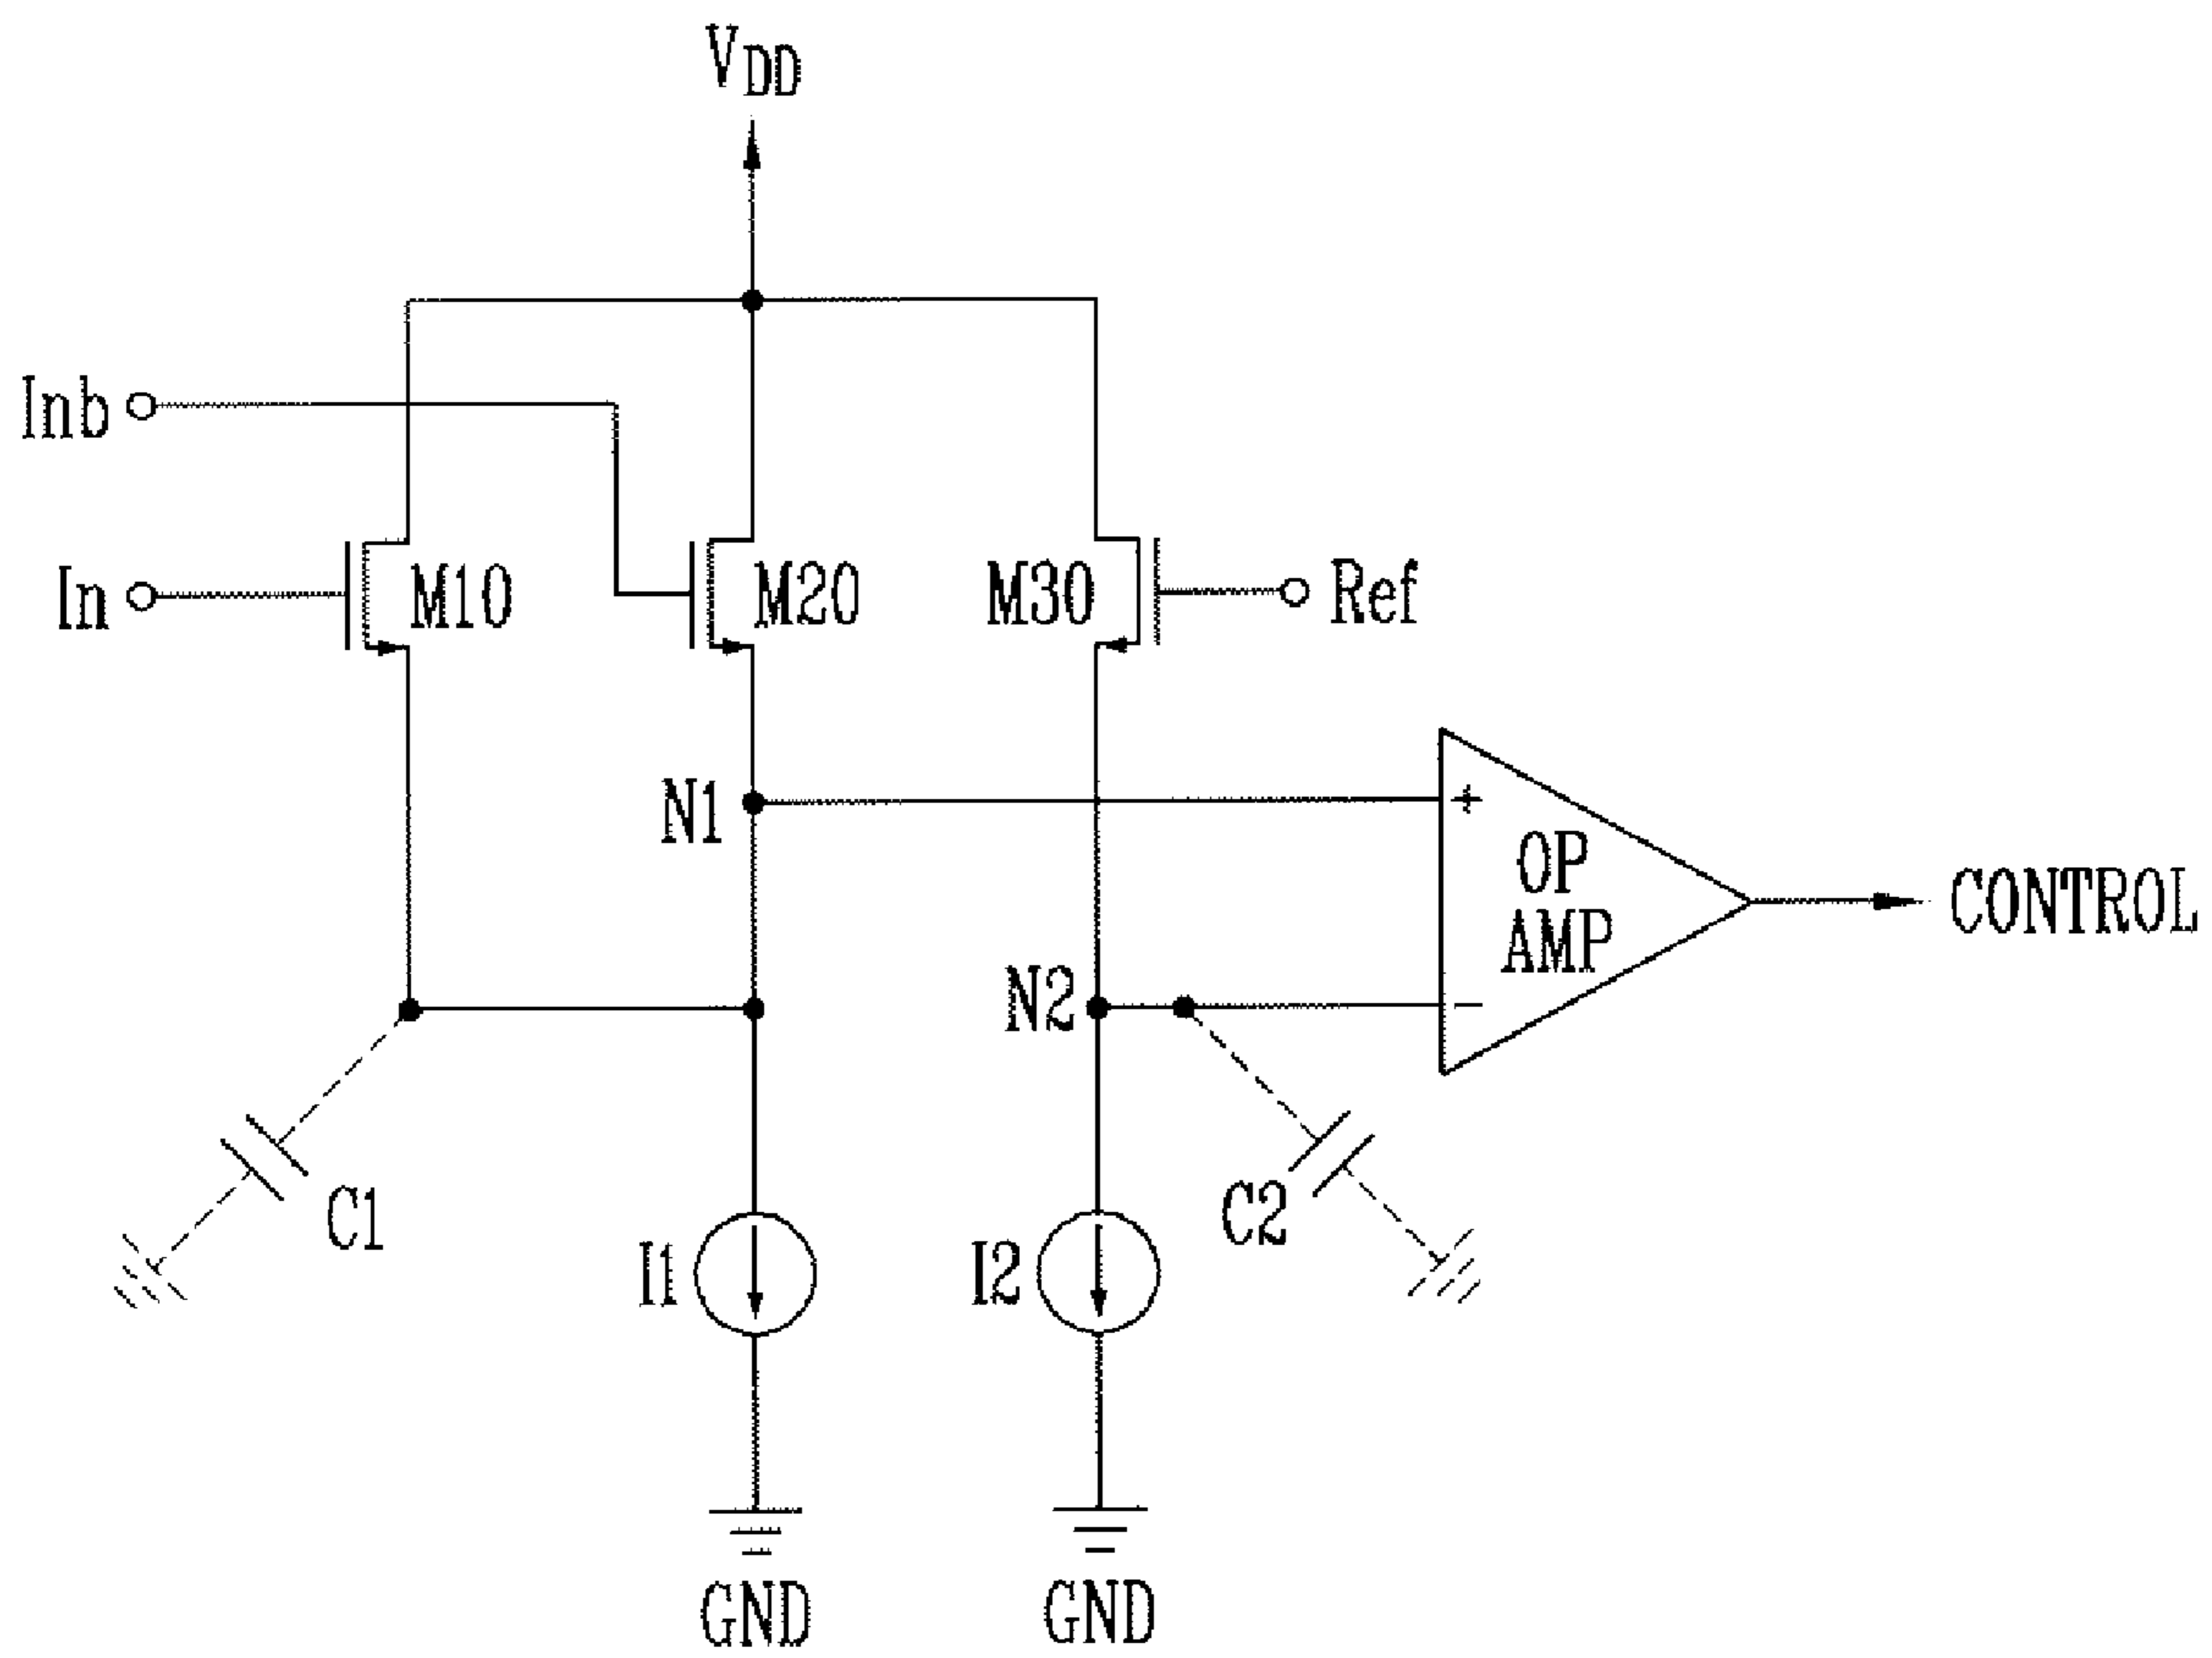 VDD
Inb
In
M10
M20
M30
Ref
N1
+
OP
AMP
CONTROL
N2
−
C1
C2
I1
I2
GND
GND